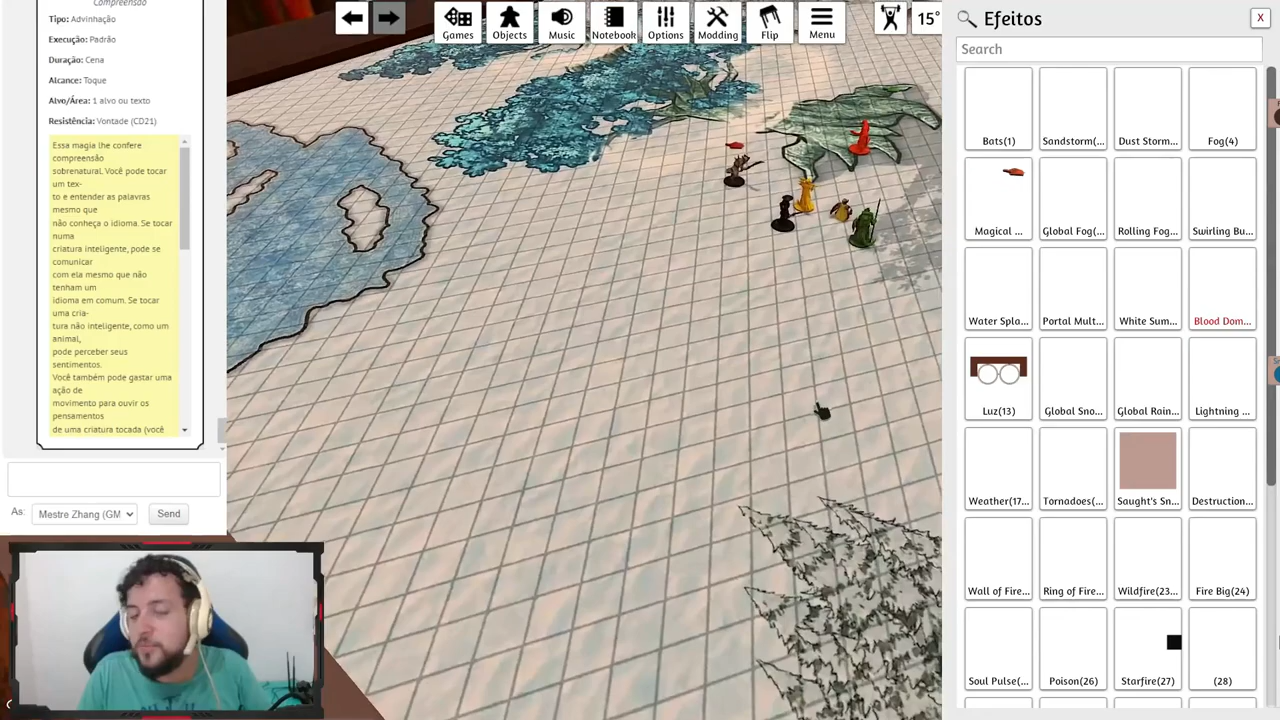 Compreensão
Tipo: Advinhação
Execução: Padrão
Duração: Cena
Alcance: Toque
Alvo/Área: 1 alvo ou texto
Resistência: Vontade (CD21)
Essa magia lhe confere
compreensão
sobrenatural. Você pode tocar
um tex-
to e entender as palavras
mesmo que
não conheça o idioma. Se tocar
numa
criatura inteligente, pode se
comunicar
com ela mesmo que não
tenham um
idioma em comum. Se tocar
uma cria-
tura não inteligente, como um
animal,
pode perceber seus
sentimentos.
Você também pode gastar uma
ação de
movimento para ouvir os
pensamentos
de uma criatura tocada (você
As: Mestre Zhang (GM
Send
Games
Objects
Music
Notebook
Options
Modding
Flip
Menu
15°
Efeitos
X
Search
Bats(1)
Sandstorm(...
Dust Storm...
Fog(4)
Magical ...
Global Fog(...
Rolling Fog...
Swirling Bu...
Water Spla...
Portal Mult...
White Sum...
Blood Dom...
Luz(13)
Global Sno...
Global Rain...
Lightning ...
Weather(17...
Tornadoes(...
Saught's Sn...
Destruction...
Wall of Fire...
Ring of Fire...
Wildfire(23...
Fire Big(24)
Soul Pulse(...
Poison(26)
Starfire(27)
(28)